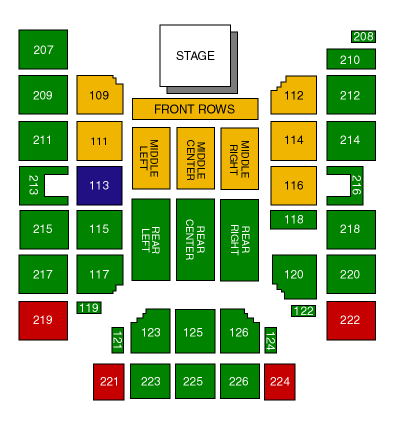 207
208
STAGE
210
209
109
112
212
FRONT ROWS
211
111
MIDDLE
LEFT
MIDDLE
CENTER
MIDDLE
RIGHT
114
214
213
113
116
216
215
115
REAR
LEFT
REAR
CENTER
REAR
RIGHT
118
218
217
117
120
220
219
119
122
222
121
123
125
126
124
221
223
225
226
224